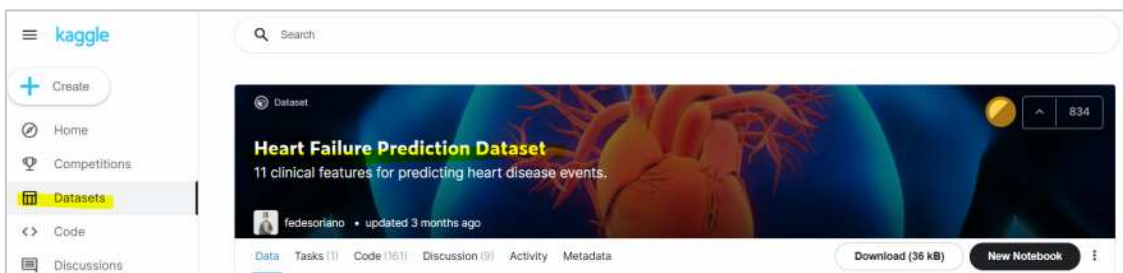 kaggle
Search
Create
Home
Competitions
Datasets
Code
Discussions
Dataset
834
Heart Failure Prediction Dataset
11 clinical features for predicting heart disease events.
fedesoriano • updated 3 months ago
Data Tasks (1) Code (161) Discussion (9) Activity Metadata Download (36 kB) New Notebook